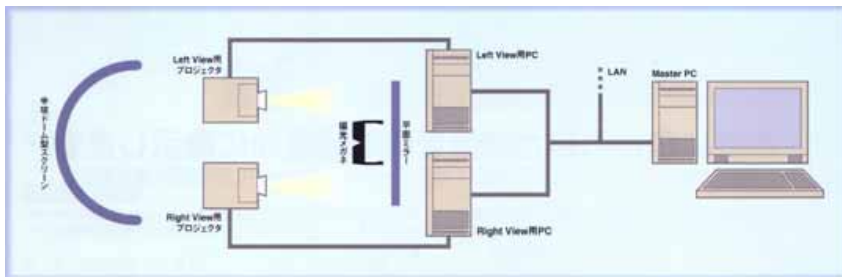 半球ドーム型スクリーン
Left View用
プロジェクタ
Right View用
プロジェクタ
偏光メガネ
平面ミラー
Left View用PC
Right View用PC
LAN
Master PC